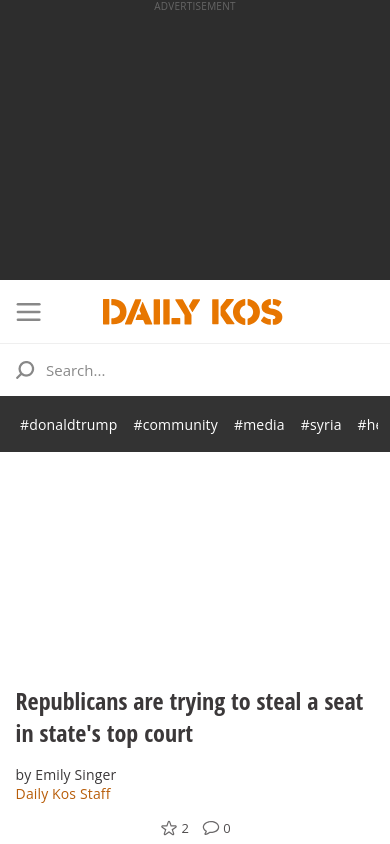 ADVERTISEMENT
DAILY KOS
Search...
#donaldtrump #community #media #syria #he
Republicans are trying to steal a seat
in state's top court
by Emily Singer
Daily Kos Staff
2 0